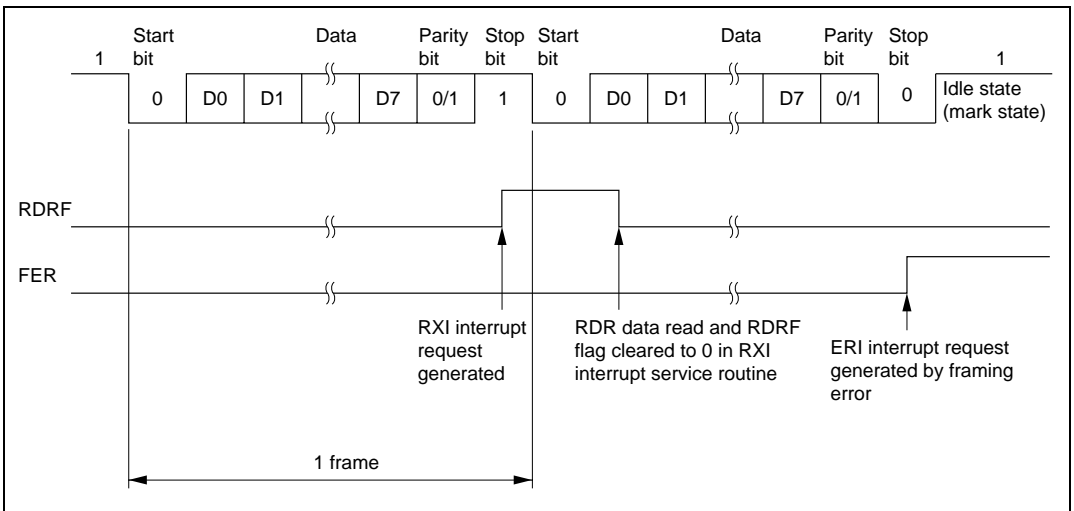 Start bit
Data
Parity bit
Stop bit
Start bit
Data
Parity bit
Stop bit
1
1
0
D0
D1
D7
0/1
1
0
D0
D1
D7
0/1
0
Idle state
(mark state)
RDRF
FER
RXI interrupt
request
generated
RDR data read and RDRF
flag cleared to 0 in RXI
interrupt service routine
ERI interrupt request
generated by framing
error
1 frame